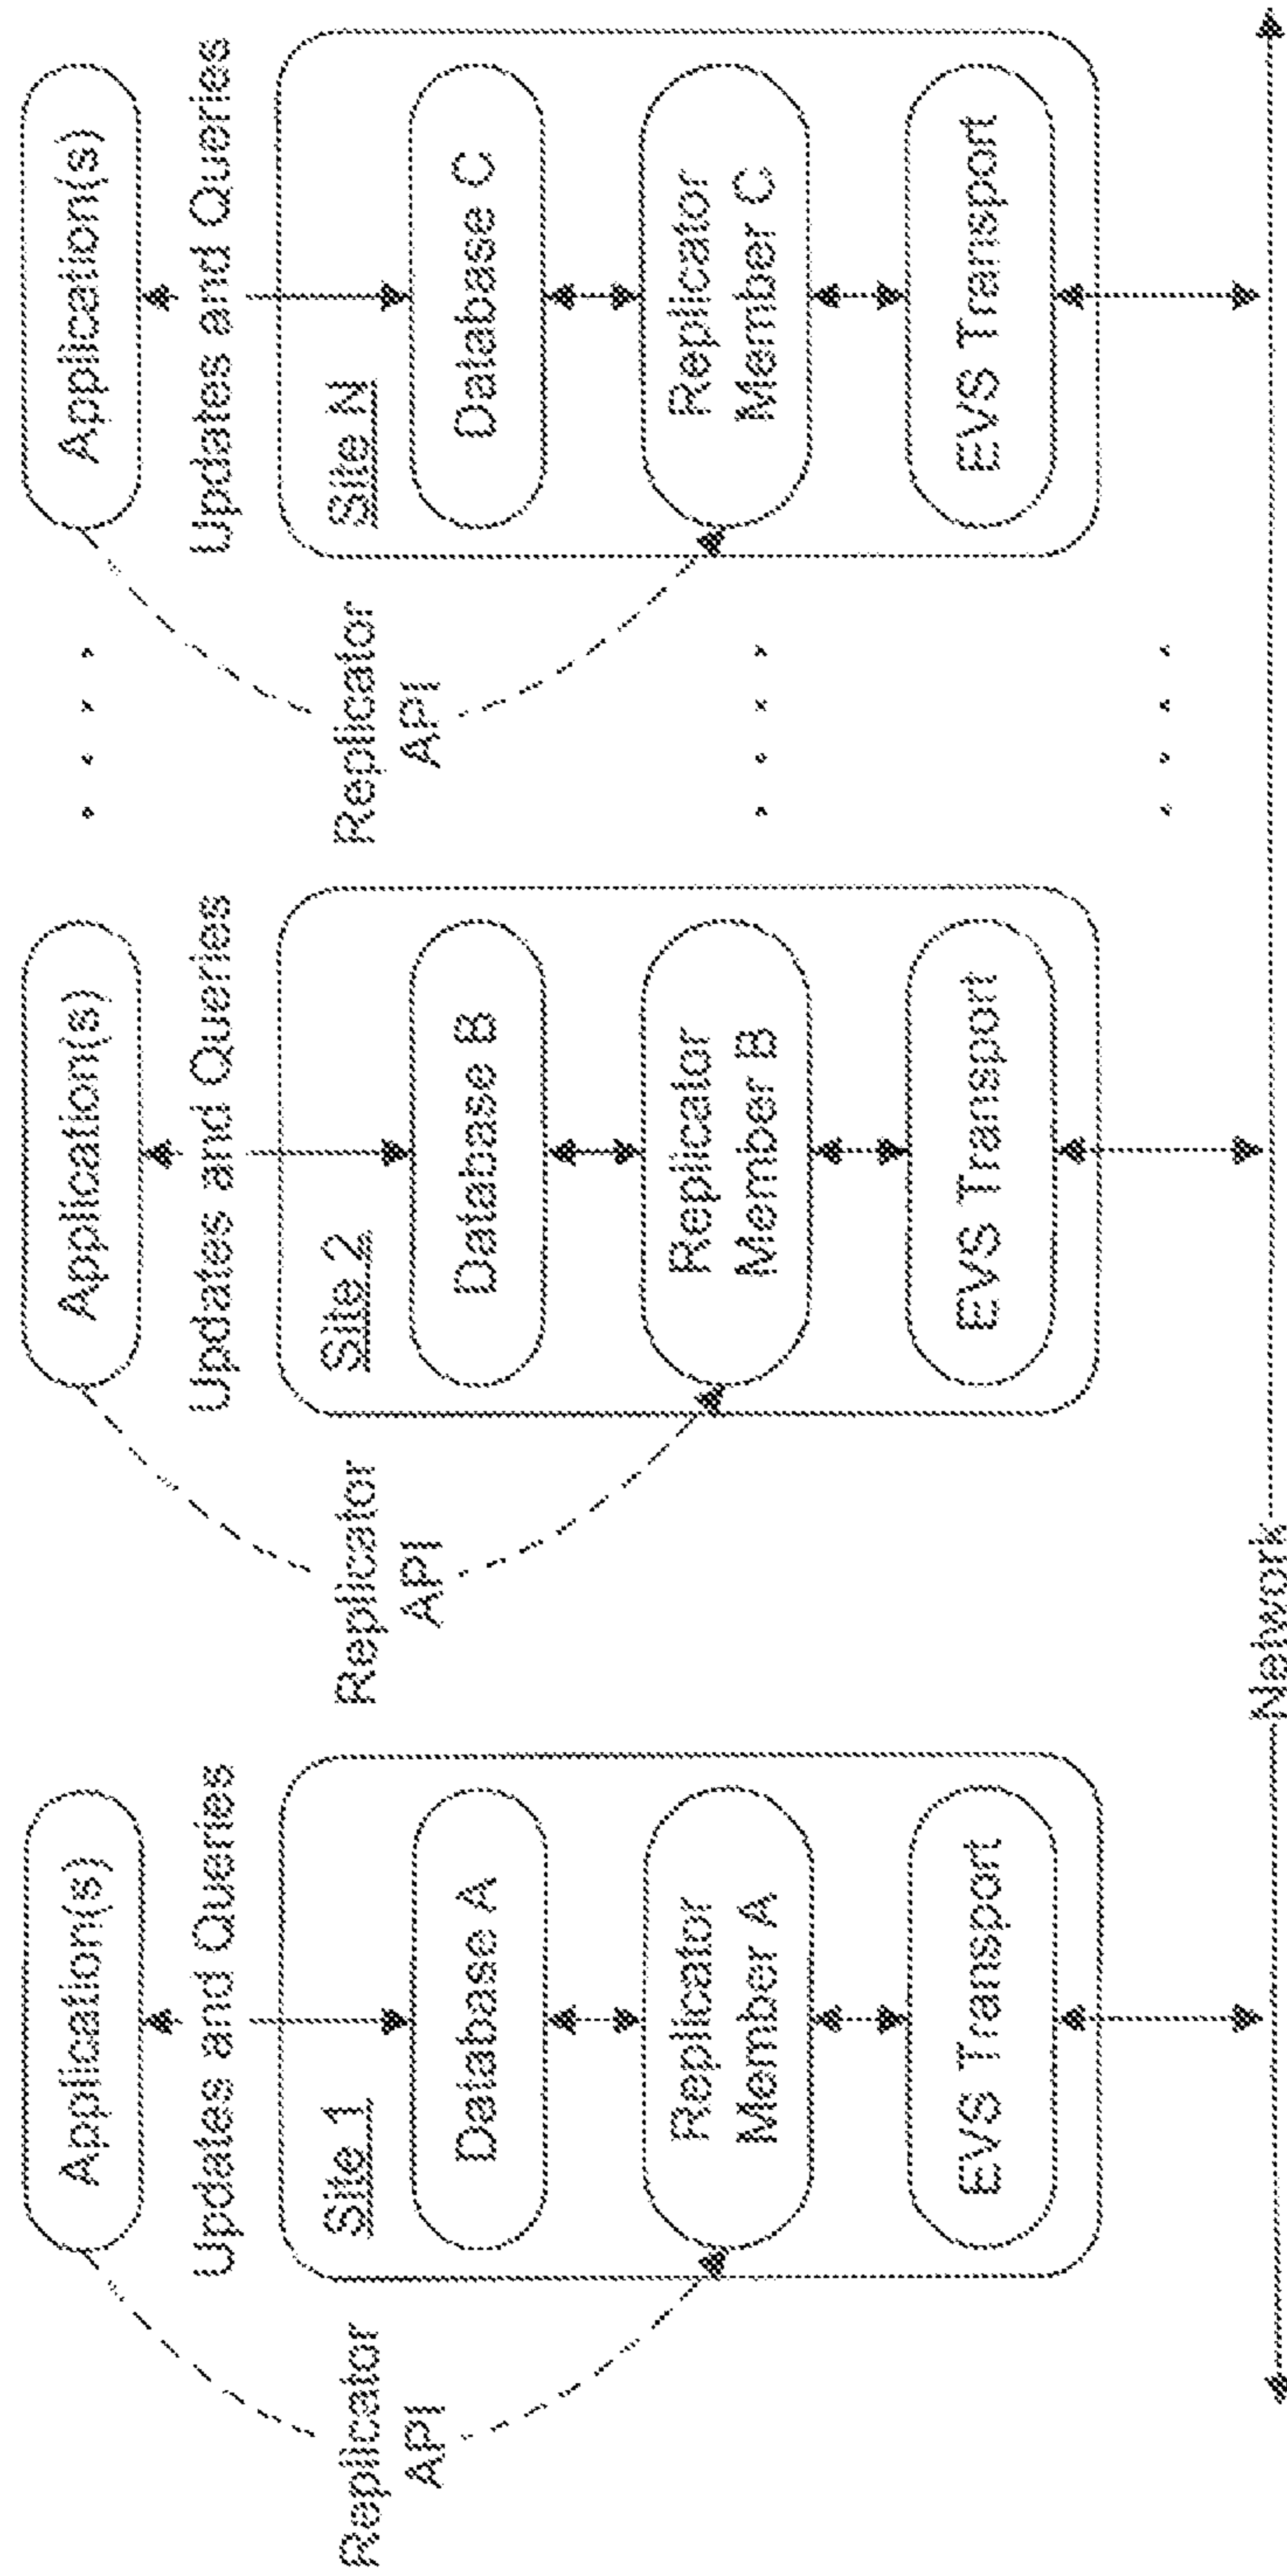 Application(s)
Updates and Queries
Replicator
API
Site 1
Database A
Replicator
Member A
EVS Transport
Application(s)
Updates and Queries
Replicator
API
Site 2
Database B
Replicator
Member B
EVS Transport
Application(s)
Updates and Queries
Replicator
API
Site N
Database C
Replicator
Member C
EVS Transport
Network